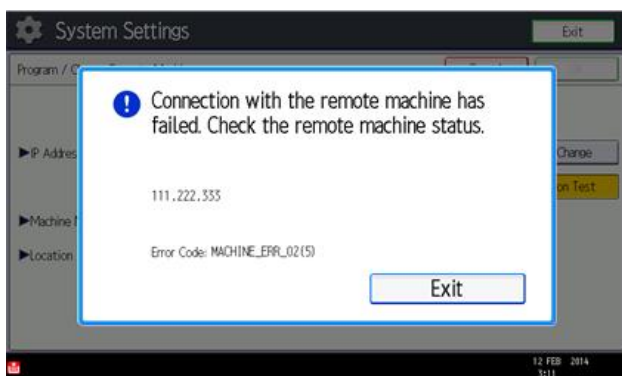 System Settings
Exit
Program / C
Connection with the remote machine has
failed. Check the remote machine status.
▶IP Addres
Change
111.222.333
on Test
▶Machine
▶Location
Error Code: MACHINE_ERR_02(5)
Exit
12 FEB 2014
3:11